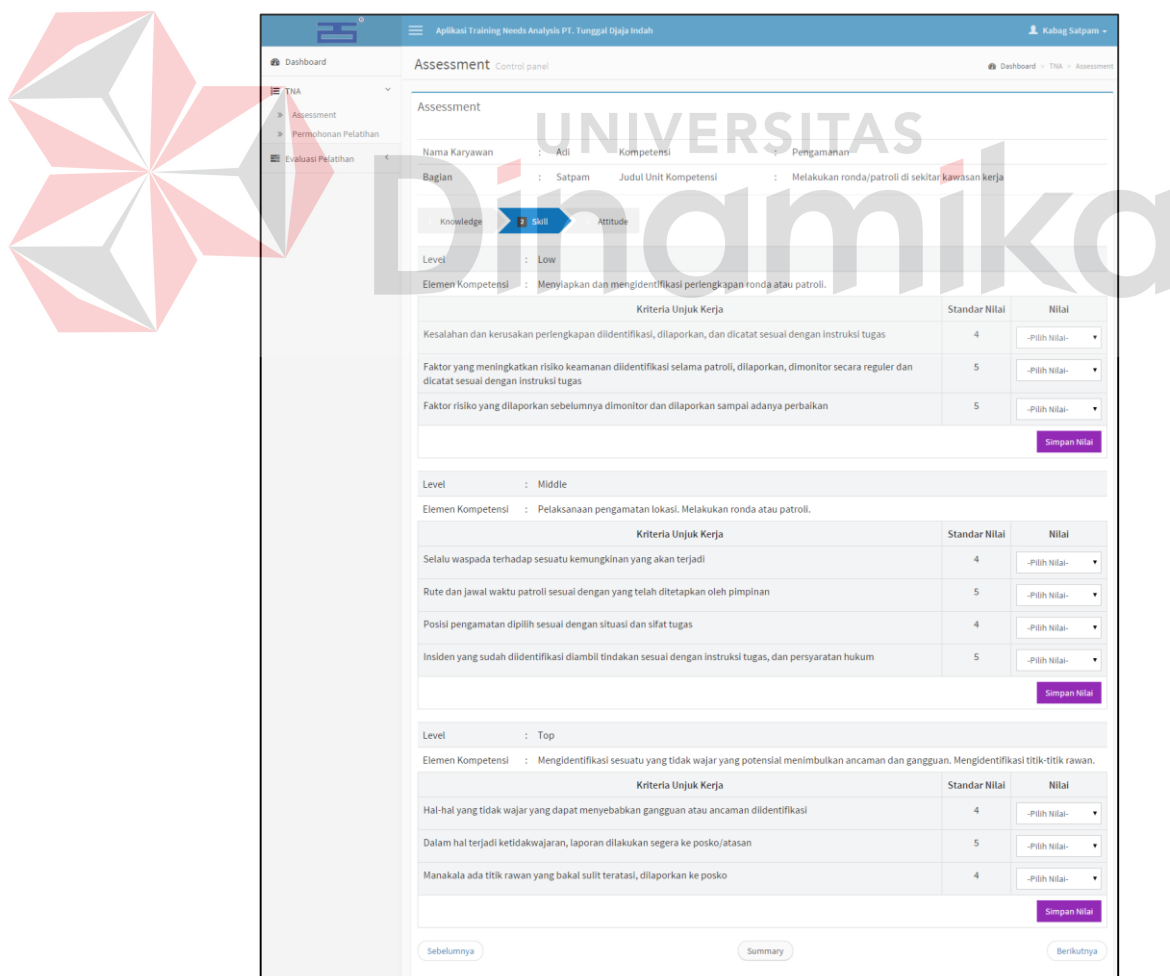 Aplikasi Training Needs Analysis PT. Tunggal Djaja Indah
Kabag Satpam
Dashboard
TNA
Assessment
Permohonan Pelatihan
Evaluasi Pelatihan
Assessment Control panel
Dashboard > TNA > Assessment
UNIVERSITAS
Dinamika
Assessment
Nama Karyawan : Adi Kompetensi : Pengamanan
Bagian : Satpam Judul Unit Kompetensi : Melakukan ronda/patroli di sekitar kawasan kerja
Knowledge 2 Skill Attitude
Level : Low
Elemen Kompetensi : Menyiapkan dan mengidentifikasi perlengkapan ronda atau patroli.
Kriteria Unjuk Kerja Standar Nilai Nilai
Kesalahan dan kerusakan perlengkapan diidentifikasi, dilaporkan, dan dicatat sesuai dengan instruksi tugas 4 -Pilih Nilai-
Faktor yang meningkatkan risiko keamanan diidentifikasi selama patroli, dilaporkan, dimonitor secara reguler dan 5 -Pilih Nilai-
dicatat sesuai dengan instruksi tugas
Faktor risiko yang dilaporkan sebelumnya dimonitor dan dilaporkan sampai adanya perbaikan 5 -Pilih Nilai-
Simpan Nilai
Level : Middle
Elemen Kompetensi : Pelaksanaan pengamatan lokasi. Melakukan ronda atau patroli.
Kriteria Unjuk Kerja Standar Nilai Nilai
Selalu waspada terhadap sesuatu kemungkinan yang akan terjadi 4 -Pilih Nilai-
Rute dan jawal waktu patroli sesuai dengan yang telah ditetapkan oleh pimpinan 5 -Pilih Nilai-
Posisi pengamatan dipilih sesuai dengan situasi dan sifat tugas 4 -Pilih Nilai-
Insiden yang sudah diidentifikasi diambil tindakan sesuai dengan instruksi tugas, dan persyaratan hukum 5 -Pilih Nilai-
Simpan Nilai
Level : Top
Elemen Kompetensi : Mengidentifikasi sesuatu yang tidak wajar yang potensial menimbulkan ancaman dan gangguan. Mengidentifikasi titik-titik rawan.
Kriteria Unjuk Kerja Standar Nilai Nilai
Hal-hal yang tidak wajar yang dapat menyebabkan gangguan atau ancaman diidentifikasi 4 -Pilih Nilai-
Dalam hal terjadi ketidakwajaran, laporan dilakukan segera ke posko/atasan 5 -Pilih Nilai-
Manakala ada titik rawan yang bakal sulit teratasi, dilaporkan ke posko 4 -Pilih Nilai-
Simpan Nilai
Sebelumnya Summary Berikutnya